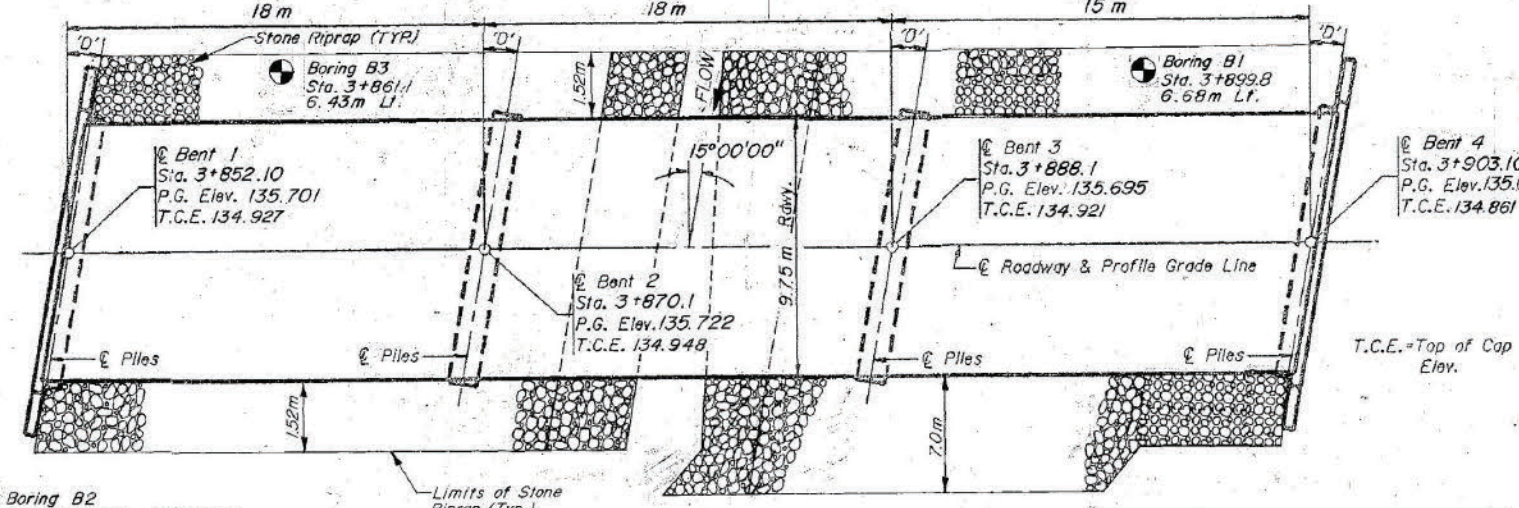 18 m
18 m
15 m
'D'
'D'
'D'
'D'
Stone Riprap (TYP.)
Boring B3
Sta. 3+861.1
6.43m Lt.
1.52m
FLOW
Boring B1
Sta. 3+899.8
6.68m Lt.
℄ Bent 1
Sta. 3+852.10
P.G. Elev. 135.701
T.C.E. 134.927
15°00'00"
℄ Bent 3
Sta. 3+888.1
P.G. Elev. 135.695
T.C.E. 134.921
℄ Bent 4
Sta. 3+903.10
P.G. Elev. 135.
T.C.E. 134.861
9.75 m Rdwy.
℄ Roadway & Profile Grade Line
℄ Bent 2
Sta. 3+870.1
P.G. Elev. 135.722
T.C.E. 134.948
℄ Piles
℄ Piles
℄ Piles
℄ Piles
T.C.E.=Top of Cap
Elev.
1.52m
7.0m
Boring B2
Limits of Stone
Riprap (Typ.)